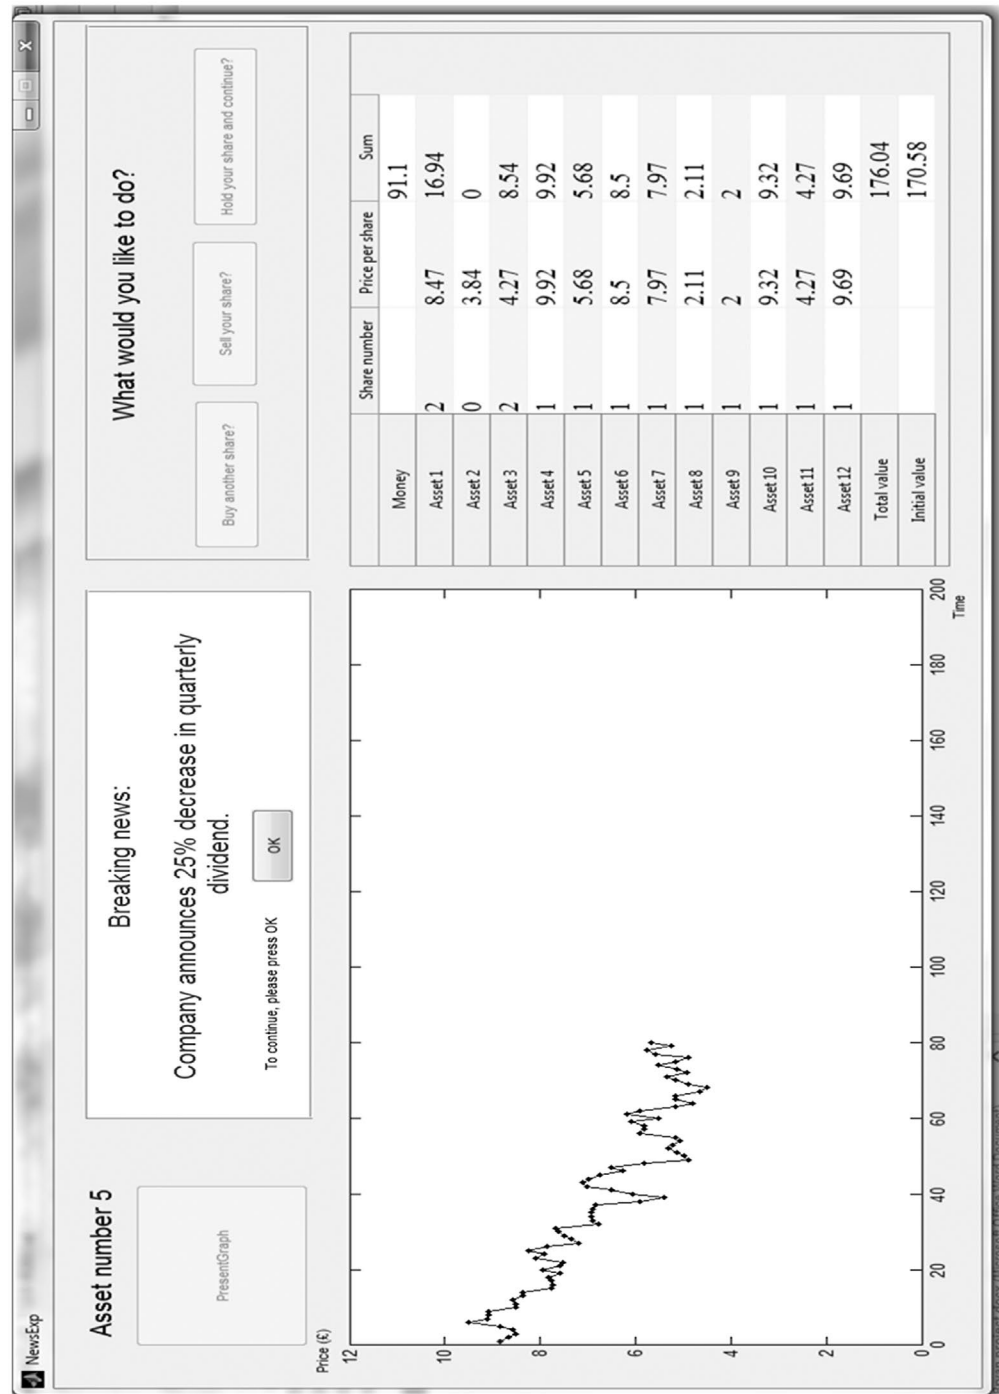 NewsExp
Asset number 5
PresentGraph
Breaking news:
Company announces 25% decrease in quarterly
dividend.
To continue, please press OK
OK
What would you like to do?
Buy another share?
Sell your share?
Hold your share and continue?
Price (£)
12
10
8
6
4
2
0
0
20
40
60
80
100
120
140
160
180
200
Time
Share number Price per share Sum
Money 91.1
Asset 1 2 8.47 16.94
Asset 2 0 3.84 0
Asset 3 2 4.27 8.54
Asset 4 1 9.92 9.92
Asset 5 1 5.68 5.68
Asset 6 1 8.5 8.5
Asset 7 1 7.97 7.97
Asset 8 1 2.11 2.11
Asset 9 1 2 2
Asset 10 1 9.32 9.32
Asset 11 1 4.27 4.27
Asset 12 1 9.69 9.69
Total value 176.04
Initial value 170.58